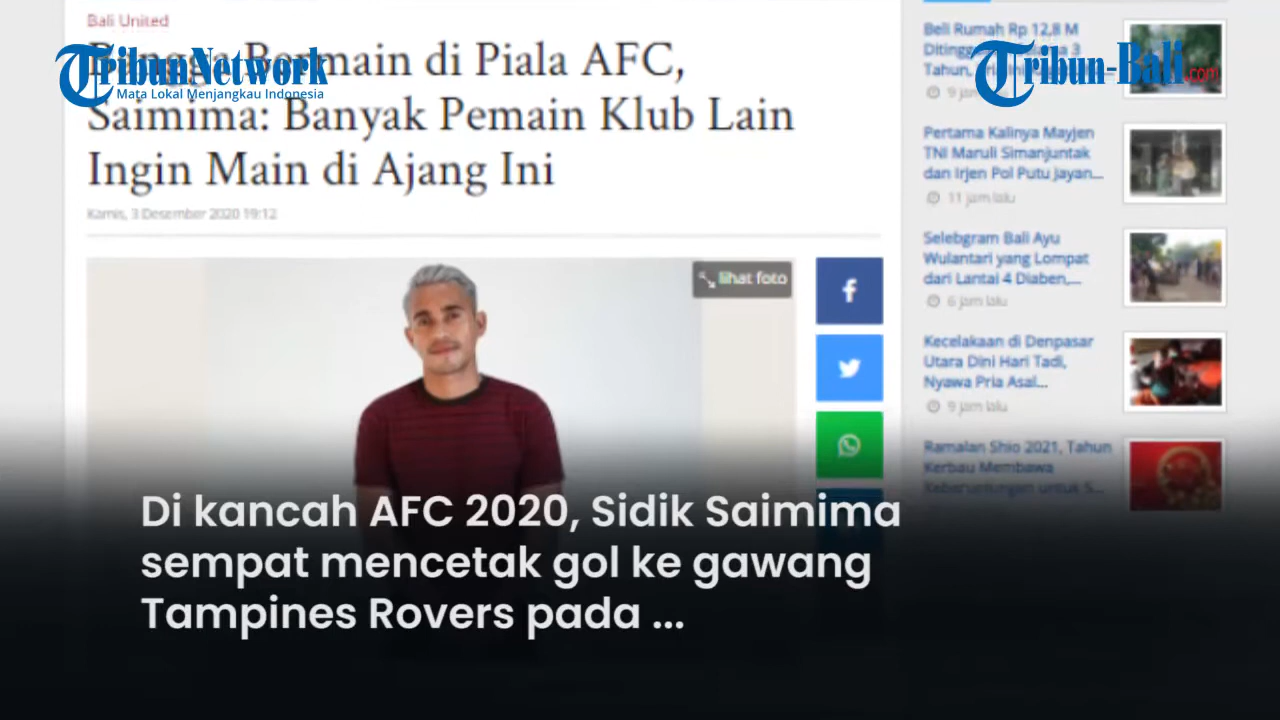 Bali United
Bermain di Piala AFC,
Saimima: Banyak Pemain Klub Lain
Ingin Main di Ajang Ini
Kamis, 3 Desember 2020 19:12
TribunNetwork
Mata Lokal Menjangkau Indonesia
lihat foto
Tribun-Bali.com
Beli Rumah Rp 12,8 M
Tahun,
Pertama Kalinya Mayjen
TNI Maruli Simanjuntak
dan Irjen Pol Putu Jayan...
11 jam lalu
Selebgram Bali Ayu
Wulantari yang Lompat
dari Lantai 4 Diaben,...
6 jam lalu
Kecelakaan di Denpasar
Utara Dini Hari Tadi,
Nyawa Pria Asal...
9 jam lalu
Ramalan Shio 2021, Tahun
Kerbau Membawa
Keberuntungan untuk S...
Di kancah AFC 2020, Sidik Saimima
sempat mencetak gol ke gawang
Tampines Rovers pada ...